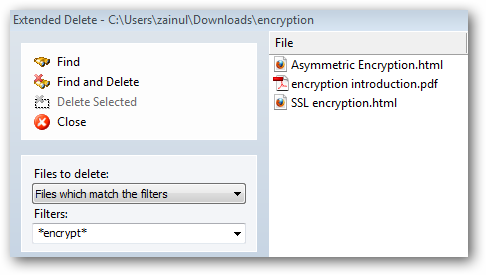 Extended Delete - C:\Users\zainul\Downloads\encryption
Find
Find and Delete
Delete Selected
Close
Files to delete:
Files which match the filters
Filters:
*encrypt*
File
Asymmetric Encryption.html
encryption introduction.pdf
SSL encryption.html